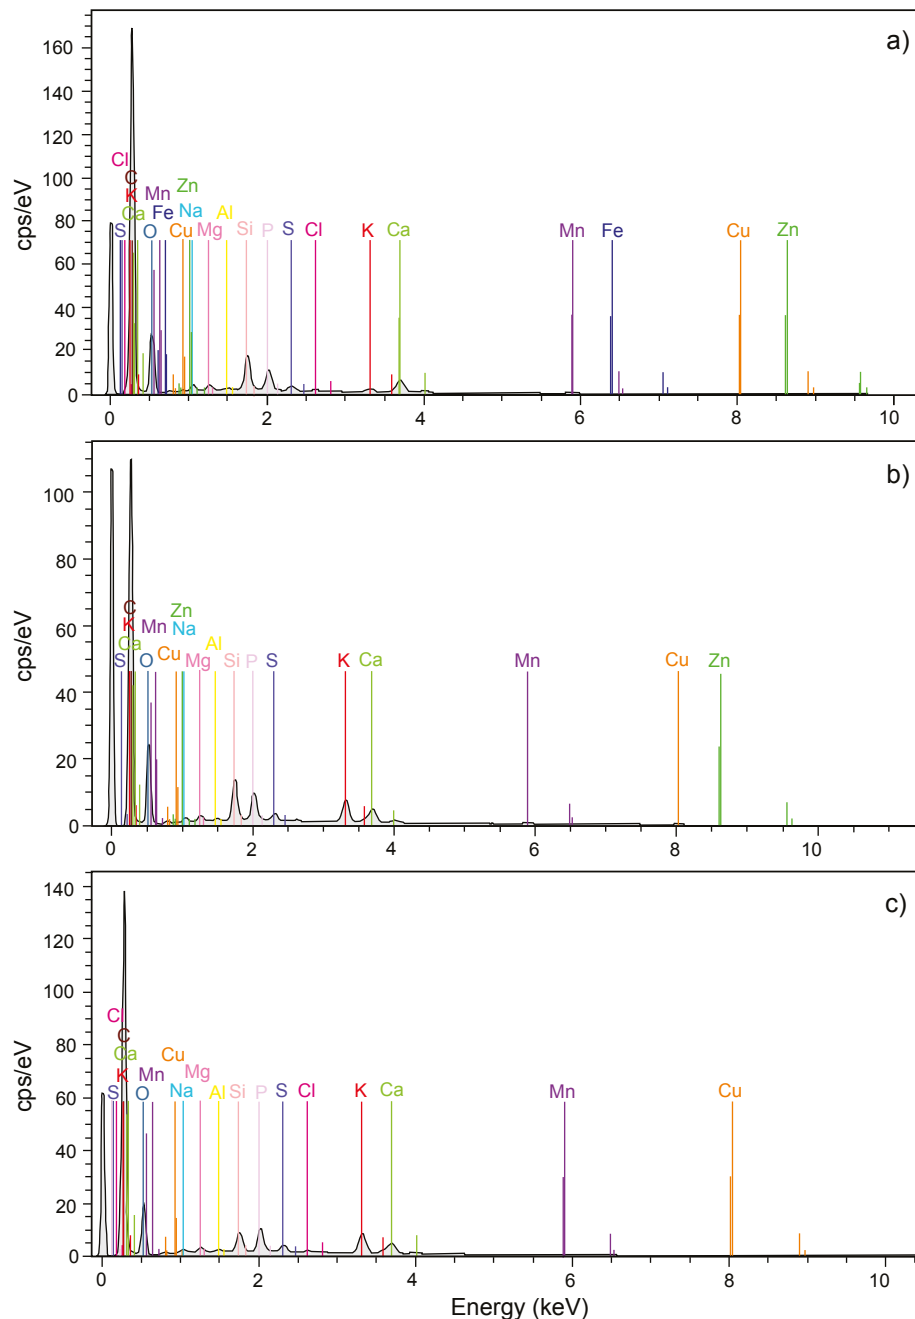 a)
cps/eV
160
140
120
100
80
60
40
20
0
Cl
C
K
Ca
S
O
Mn
Fe
Zn
Na
Cu
Mg
Al
Si
P
S
Cl
K
Ca
Mn
Fe
Cu
Zn
0 2 4 6 8 10
b)
cps/eV
100
80
60
40
20
0
C
K
Ca
S
O
Mn
Zn
Na
Cu
Mg
Al
Si
P
S
K
Ca
Mn
Cu
Zn
0 2 4 6 8 10
c)
cps/eV
140
120
100
80
60
40
20
0
Cl
C
Ca
K
S
O
Mn
Cu
Na
Mg
Al
Si
P
S
Cl
K
Ca
Mn
Cu
0 2 4 6 8 10
Energy (keV)